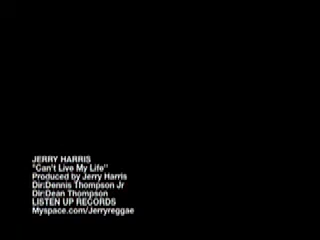 JERRY HARRIS
"Can't Live My Life"
Produced by Jerry Harris
Dir:Dennis Thompson Jr
Dir:Dean Thompson
LISTEN UP RECORDS
Myspace.com/Jerryreggae